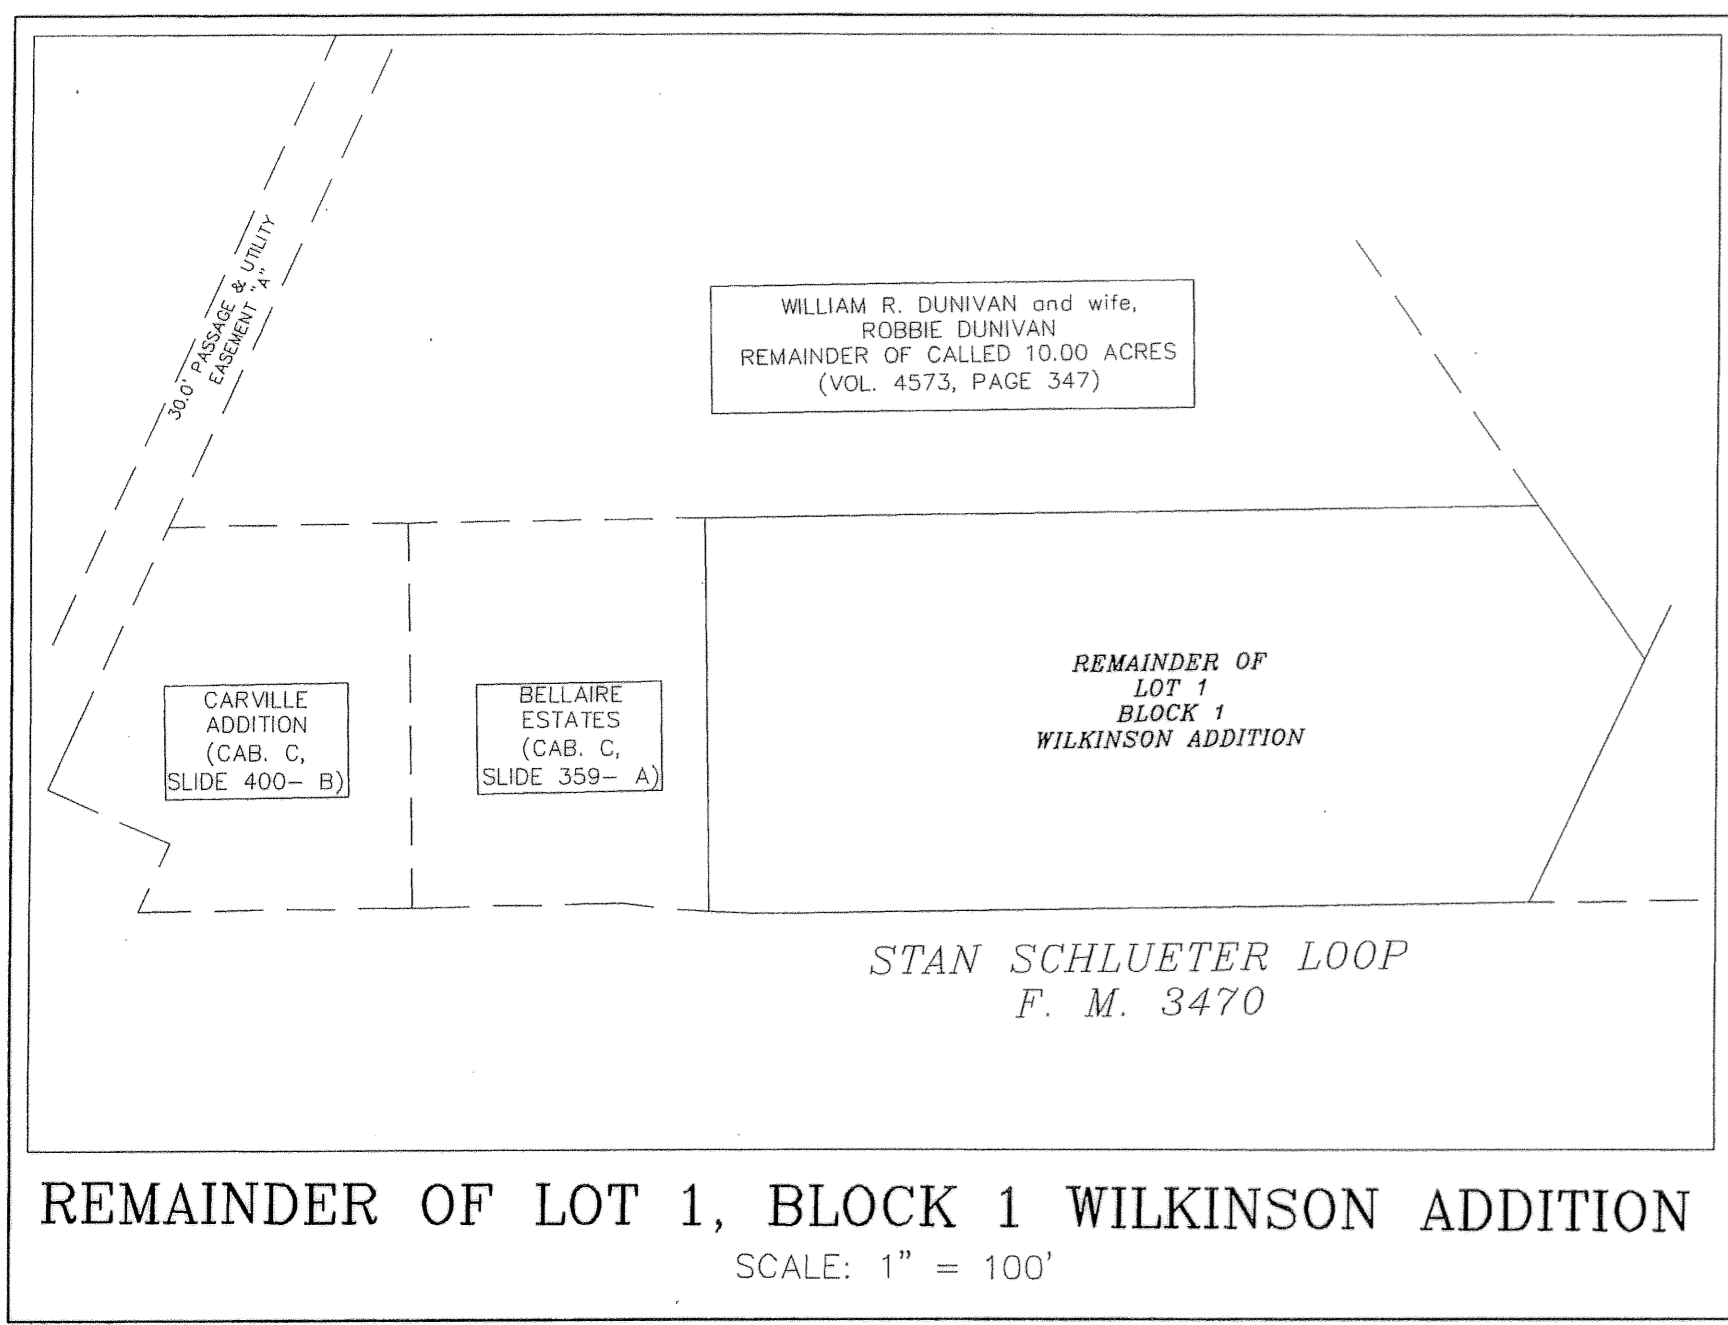 30.0' PASSAGE & UTILITY
EASEMENT "A"
WILLIAM R. DUNIVAN and wife,
ROBBIE DUNIVAN
REMAINDER OF CALLED 10.00 ACRES
(VOL. 4573, PAGE 347)
CARVILLE
ADDITION
(CAB. C,
SLIDE 400- B)
BELLAIRE
ESTATES
(CAB. C,
SLIDE 359- A)
REMAINDER OF
LOT 1
BLOCK 1
WILKINSON ADDITION
STAN SCHLUETER LOOP
F. M. 3470
REMAINDER OF LOT 1, BLOCK 1 WILKINSON ADDITION
SCALE: 1" = 100'